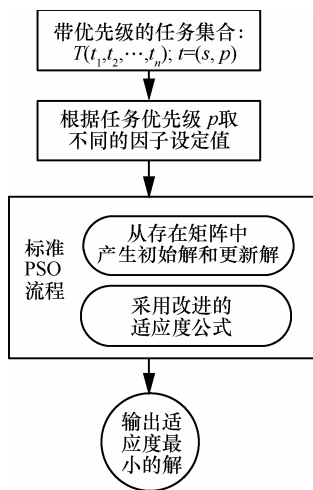 带优先级的任务集合：
T(t1,t2,⋯,tn); t=(s, p)
根据任务优先级 p取
不同的因子设定值
标准
PSO
流程
从存在矩阵中
产生初始解和更新解
采用改进的
适应度公式
输出适
应度最
小的解